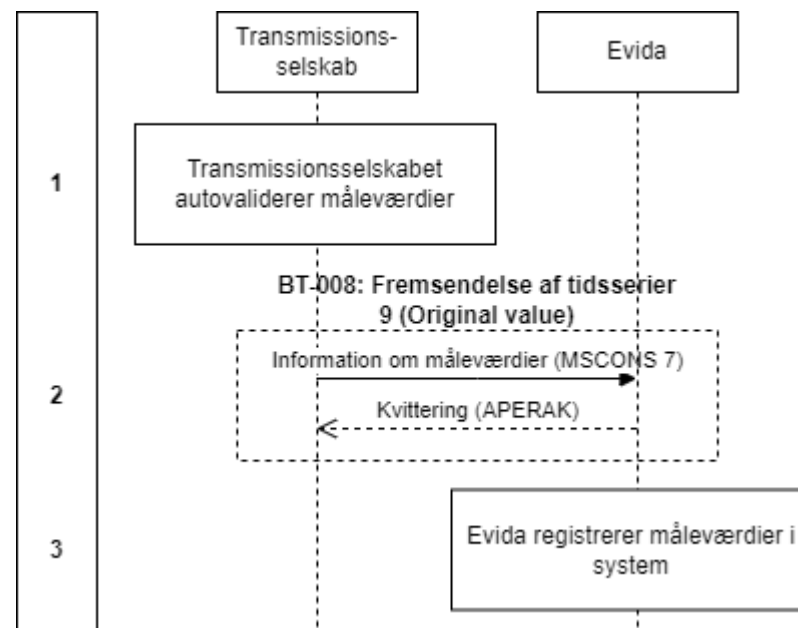 Transmissions-
selskab
Evida
1
Transmissionsselskabet
autovaliderer måleværdier
BT-008: Fremsendelse af tidsserier
9 (Original value)
2
Information om måleværdier (MSCONS 7)
Kvittering (APERAK)
3
Evida registrerer måleværdier i
system